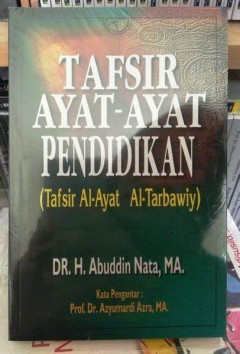 TAFSIR
AYAT-AYAT
PENDIDIKAN
(Tafsir Al-Ayat Al-Tarbawiy)
DR. H. Abuddin Nata, MA.
Kata Pengantar :
Prof. Dr. Azyumardi Azra, MA.